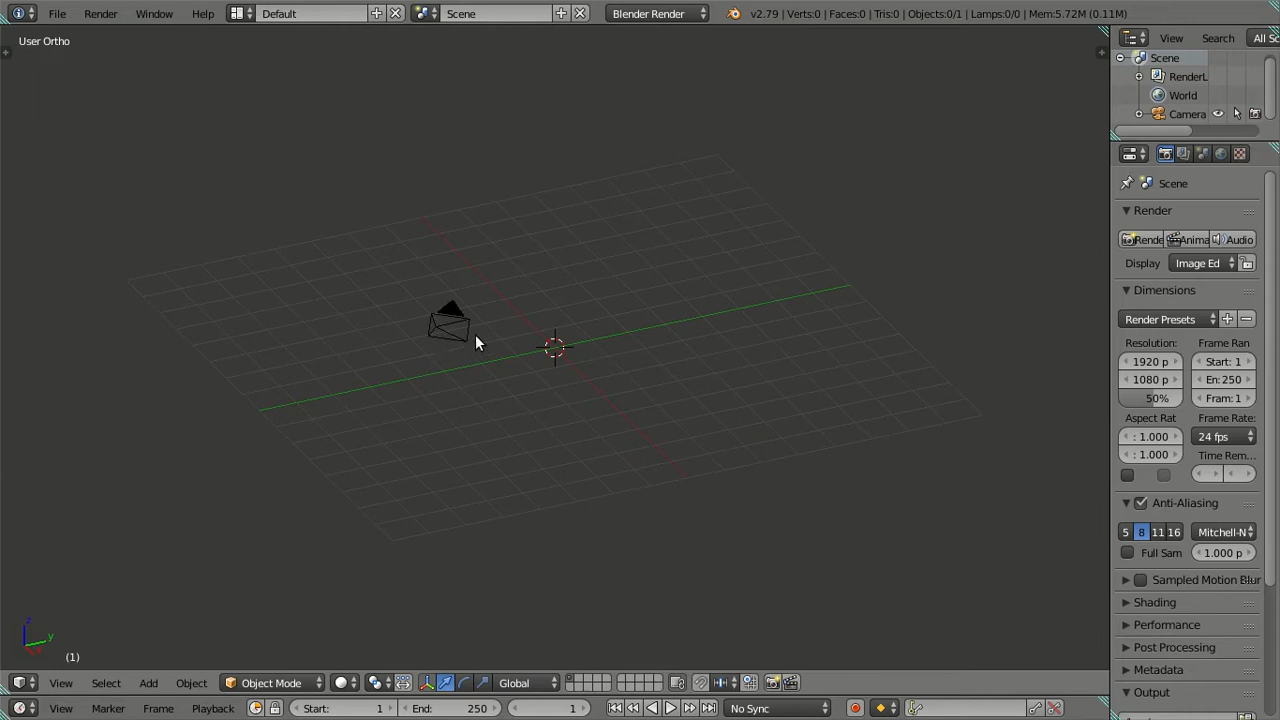 File Render Window Help Default Scene Blender Render v2.79 | Verts:0 | Faces:0 | Tris:0 | Objects:0/1 | Lamps:0/0 | Mem:5.72M (0.11M)
User Ortho
View Search All Sc
Scene
RenderL
World
Camera
Scene
Render
Rende Anima Audio
Display Image Ed
Dimensions
Render Presets
Resolution: Frame Ran
1920 p Start: 1
1080 p En: 250
50% Fram: 1
Aspect Rat Frame Rate:
: 1.000 24 fps
: 1.000 Time Rem...
Anti-Aliasing
5 8 11 16 Mitchell-N
Full Sam 1.000 p
Sampled Motion Blur
Shading
Performance
Post Processing
Metadata
Output
z
y
(1)
View Select Add Object Object Mode Global
View Marker Frame Playback Start: 1 End: 250 1 No Sync